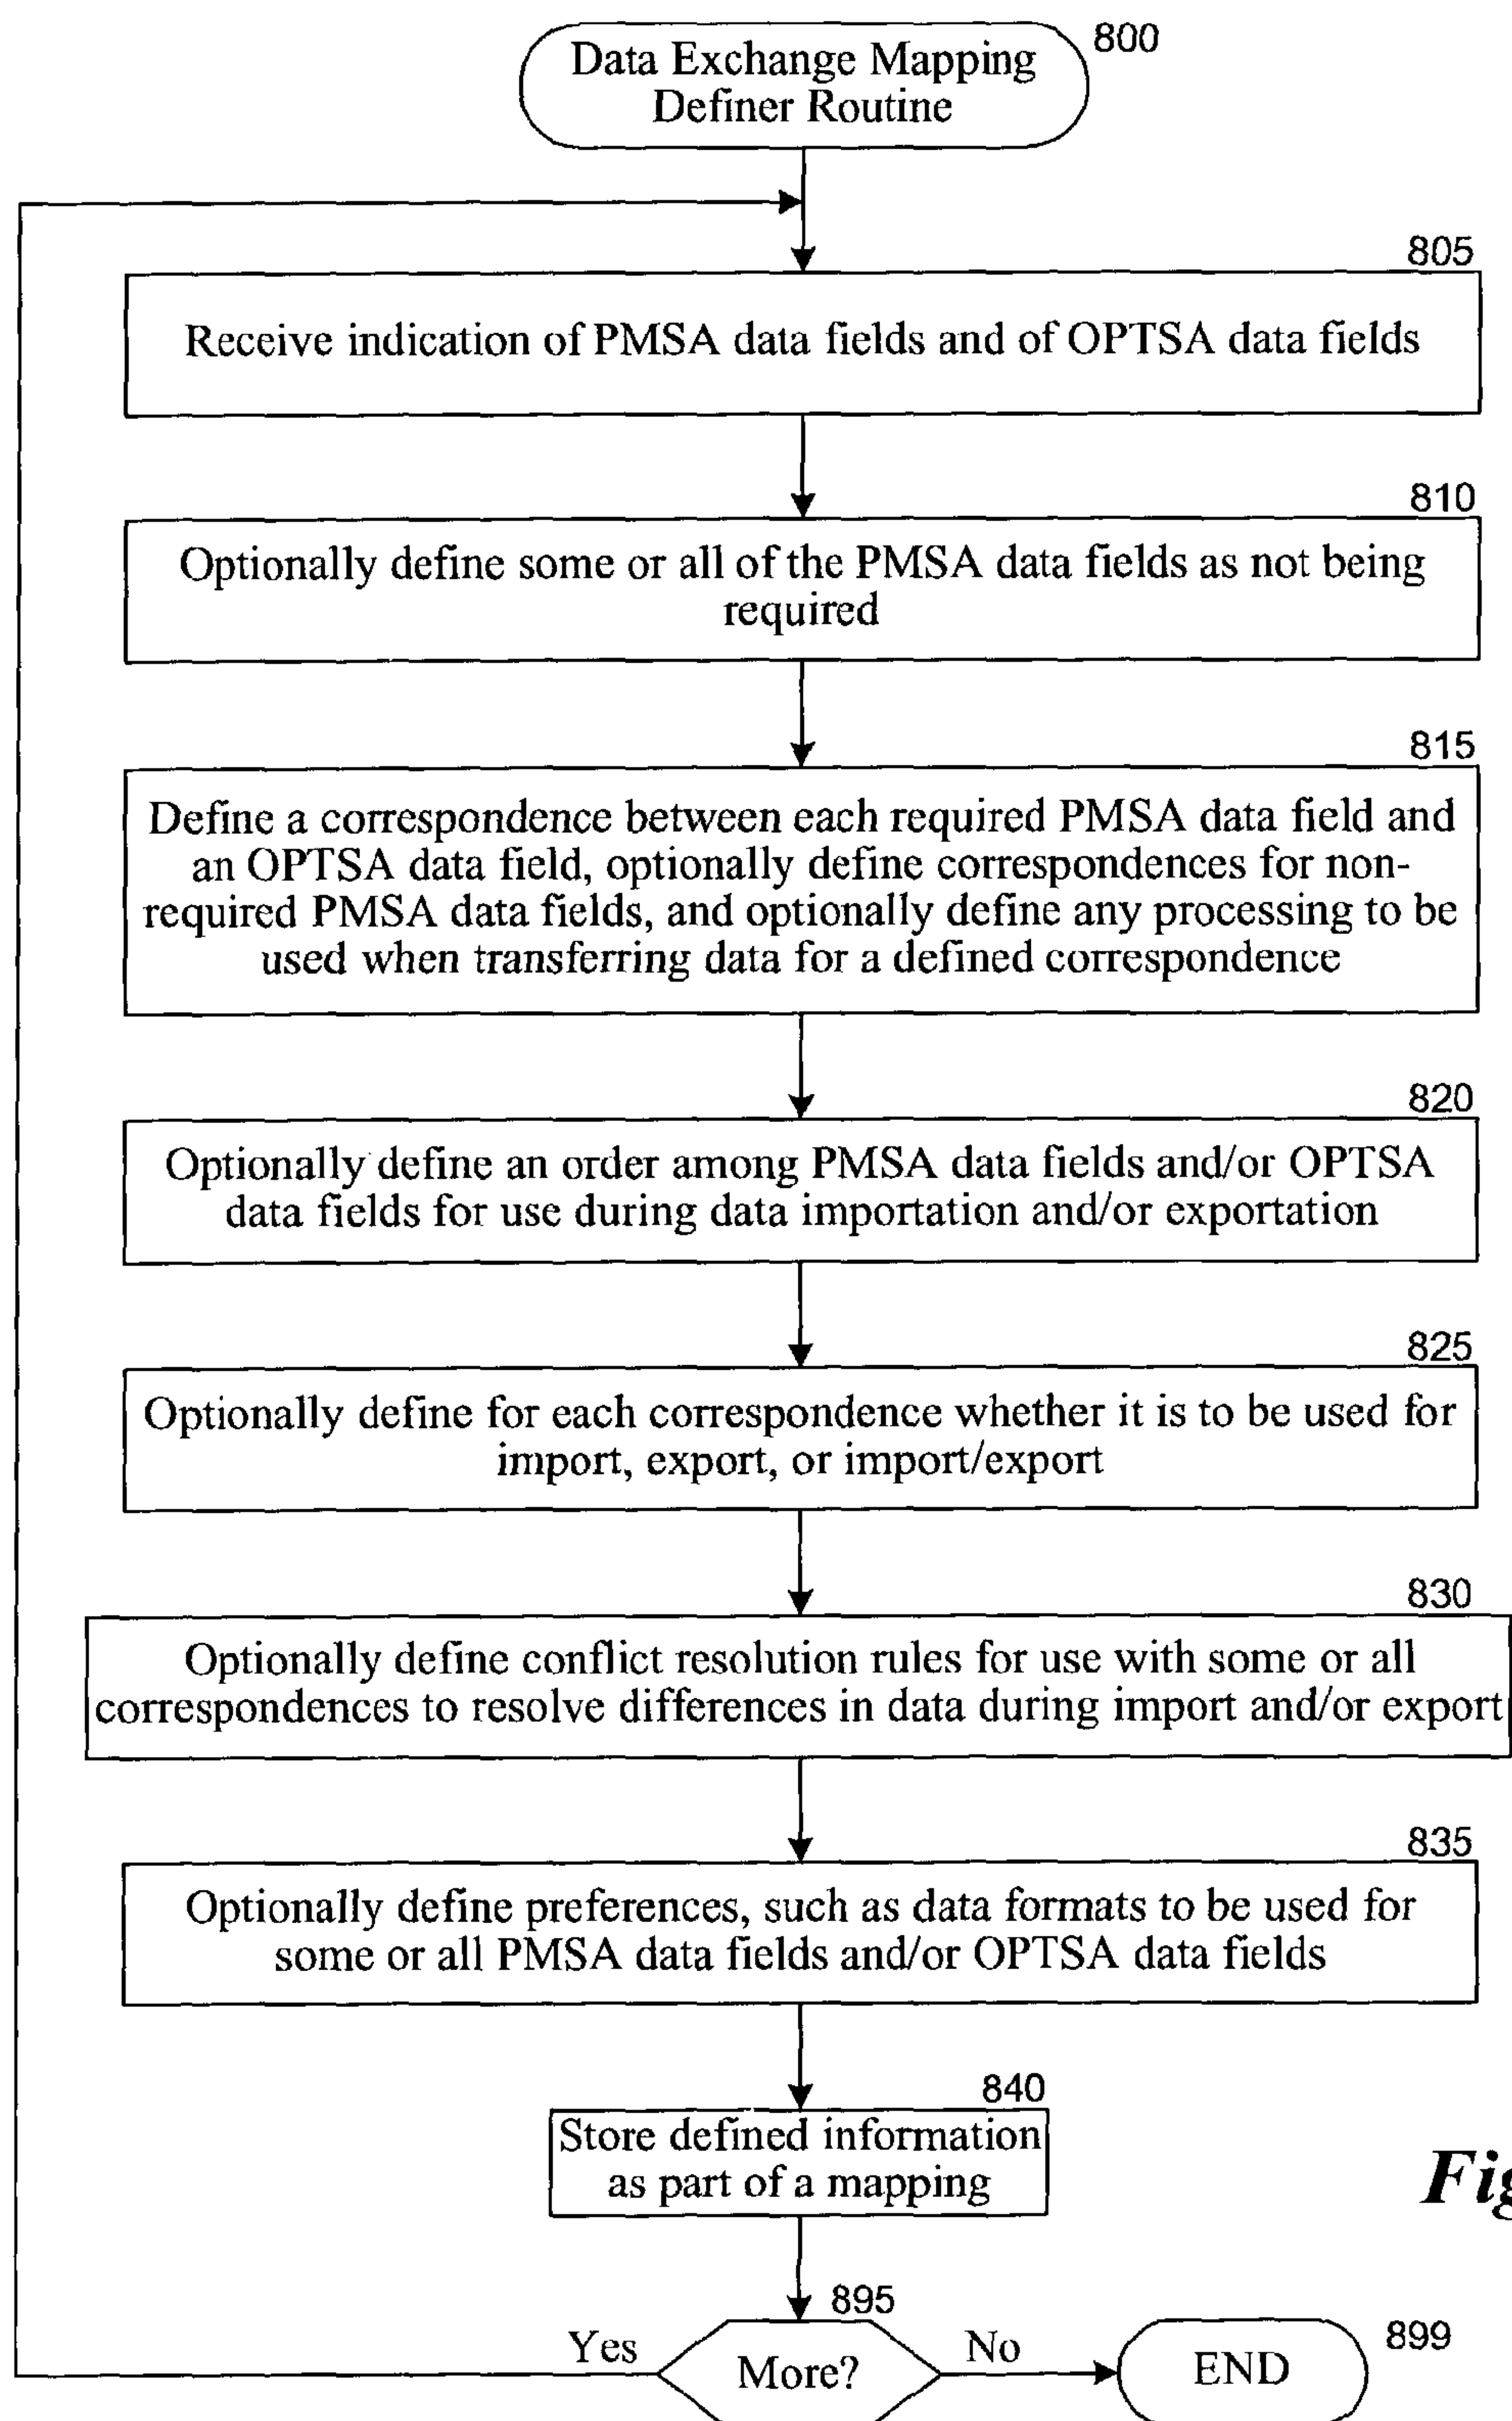 Data Exchange Mapping
Definer Routine
800
805
Receive indication of PMSA data fields and of OPTSA data fields
810
Optionally define some or all of the PMSA data fields as not being
required
815
Define a correspondence between each required PMSA data field and
an OPTSA data field, optionally define correspondences for non-
required PMSA data fields, and optionally define any processing to be
used when transferring data for a defined correspondence
820
Optionally define an order among PMSA data fields and/or OPTSA
data fields for use during data importation and/or exportation
825
Optionally define for each correspondence whether it is to be used for
import, export, or import/export
830
Optionally define conflict resolution rules for use with some or all
correspondences to resolve differences in data during import and/or export
835
Optionally define preferences, such as data formats to be used for
some or all PMSA data fields and/or OPTSA data fields
840
Store defined information
as part of a mapping
Fig
895
Yes
More?
No
END
899